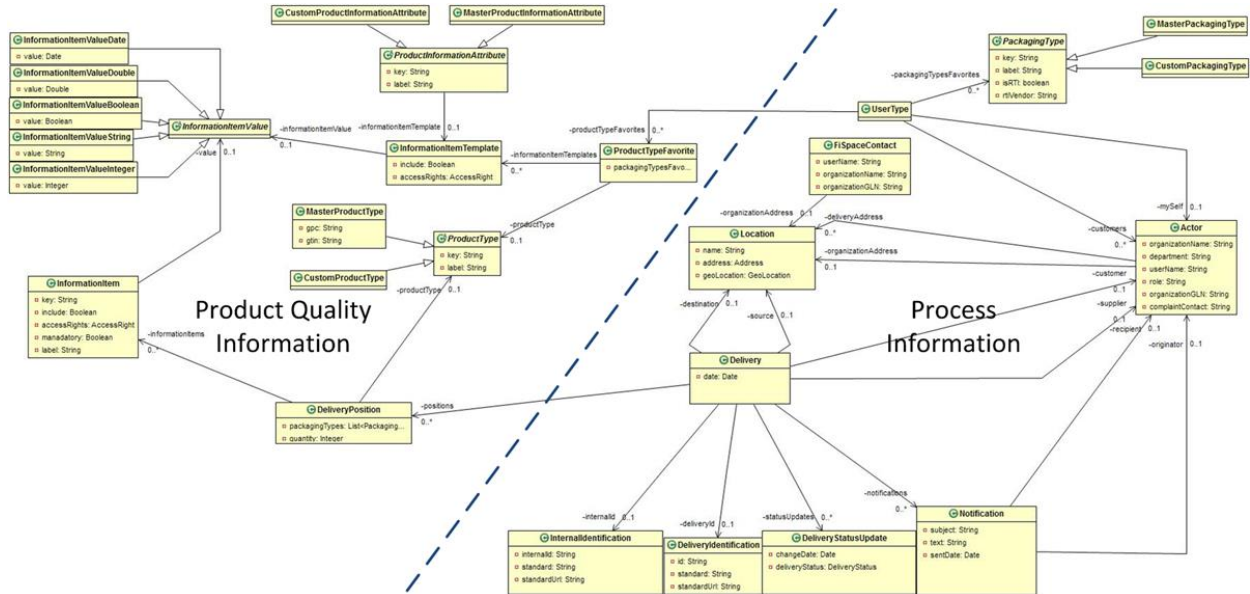 CustomProductInformationAttribute
MasterProductInformationAttribute
ProductInformationAttribute
key: String
label: String
InformationItemValueDate
value: Date
InformationItemValueDouble
value: Double
InformationItemValueBoolean
value: Boolean
InformationItemValueString
value: String
InformationItemValueInteger
value: Integer
InformationItemValue
-value
0..1
-informationItemValue
0..1
-informationItemTemplate
0..1
InformationItemTemplate
include: Boolean
accessRights: AccessRight
-informationItemTemplates
0..*
-productTypeFavorites
0..*
ProductTypeFavorite
packagingTypesFavo...
-productType
0..1
MasterProductType
gpc: String
gtin: String
CustomProductType
ProductType
key: String
label: String
-productType
0..1
InformationItem
key: String
include: Boolean
accessRights: AccessRight
manadatory: Boolean
label: String
-informationItems
0..*
Product Quality
Information
DeliveryPosition
packagingTypes: List<Packaging...
quantity: Integer
-positions
0..*
MasterPackagingType
CustomPackagingType
PackagingType
key: String
label: String
isRTI: boolean
rtiVendor: String
-packagingTypesFavorites
0..*
UserType
FiSpaceContact
userName: String
organizationName: String
organizationGLN: String
-organizationAddress
0..1
-deliveryAddress
0..*
Location
name: String
address: Address
geoLocation: GeoLocation
-organizationAddress
0..1
-mySelf
0..1
-customers
0..*
Actor
organizationName: String
department: String
userName: String
role: String
organizationGLN: String
complaintContact: String
-customer
0..1
-supplier
0..1
-recipient
0..1
-originator
0..1
-destination
0..1
-source
0..1
Process
Information
Delivery
date: Date
-internalId
0..1
-deliveryId
0..1
-statusUpdates
0..*
-notifications
0..*
InternalIdentification
internalId: String
standard: String
standardUrl: String
DeliveryIdentification
id: String
standard: String
standardUrl: String
DeliveryStatusUpdate
changeDate: Date
deliveryStatus: DeliveryStatus
Notification
subject: String
text: String
sentDate: Date